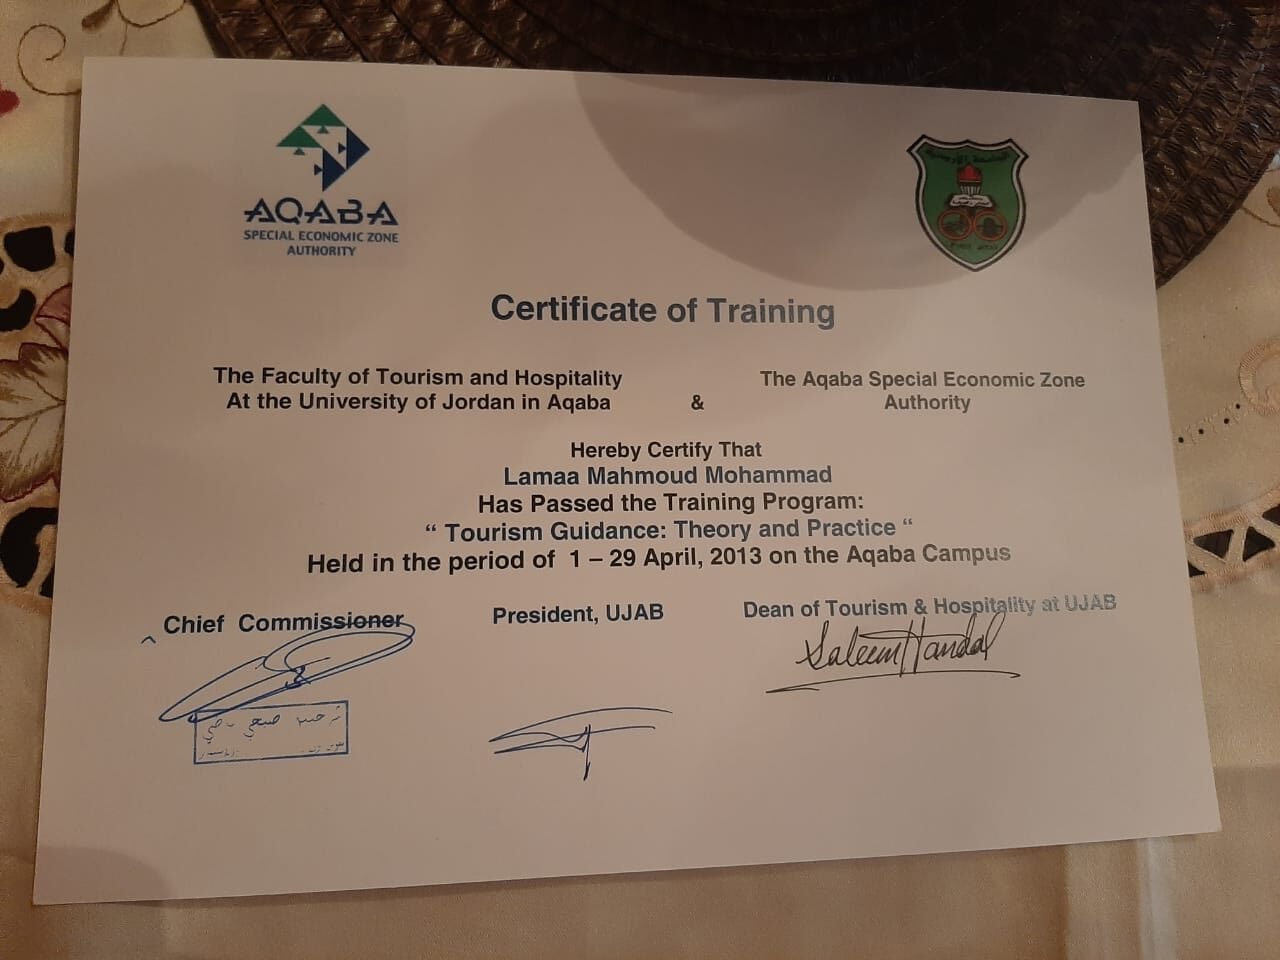 AQABA
SPECIAL ECONOMIC ZONE
AUTHORITY
الجامعة الأردنية
Certificate of Training
The Faculty of Tourism and Hospitality
At the University of Jordan in Aqaba
&
The Aqaba Special Economic Zone
Authority
Hereby Certify That
Lamaa Mahmoud Mohammad
Has Passed the Training Program:
“ Tourism Guidance: Theory and Practice “
Held in the period of 1 – 29 April, 2013 on the Aqaba Campus
Chief Commissioner
President, UJAB
Dean of Tourism & Hospitality at UJAB
Saleem Handal